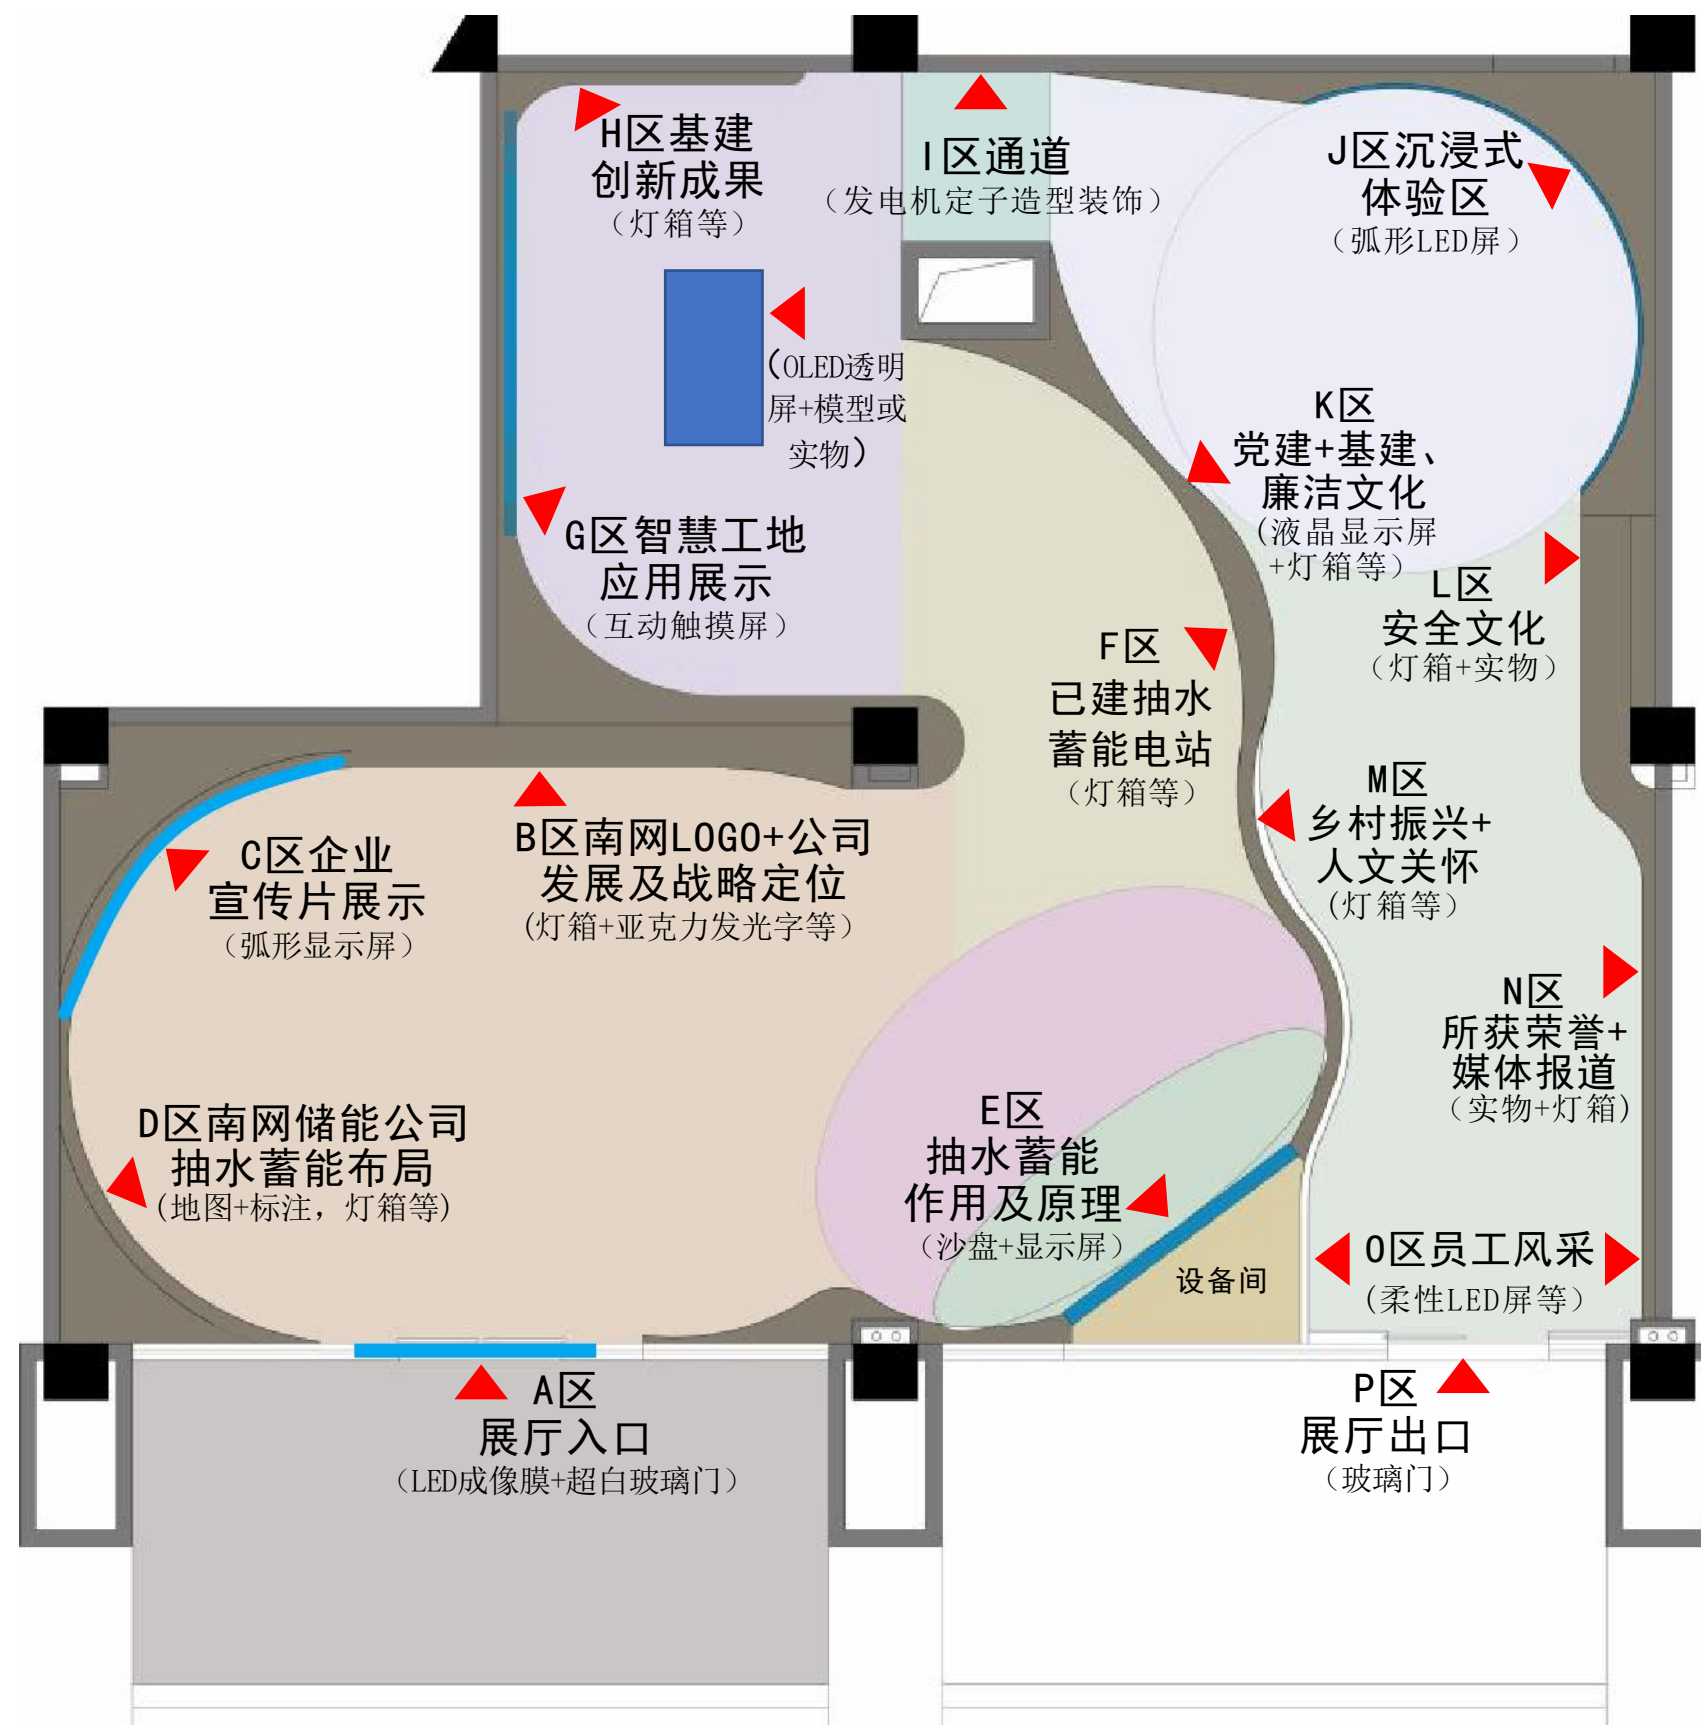 H区基建
创新成果
（灯箱等）
I区通道
（发电机定子造型装饰）
J区沉浸式
体验区
（弧形LED屏）
（OLED透明
屏+模型或
实物）
K区
党建+基建、
廉洁文化
(液晶显示屏
+灯箱等）
G区智慧工地
应用展示
（互动触摸屏）
L区
安全文化
（灯箱+实物）
F区
已建抽水
蓄能电站
（灯箱等）
M区
乡村振兴+
人文关怀
(灯箱等）
C区企业
宣传片展示
（弧形显示屏）
B区南网LOGO+公司
发展及战略定位
(灯箱+亚克力发光字等）
N区
所获荣誉+
媒体报道
（实物+灯箱)
D区南网储能公司
抽水蓄能布局
(地图+标注，灯箱等)
E区
抽水蓄能
作用及原理
（沙盘+显示屏）
设备间
O区员工风采
(柔性LED屏等）
A区
展厅入口
（LED成像膜+超白玻璃门）
P区
展厅出口
（玻璃门）